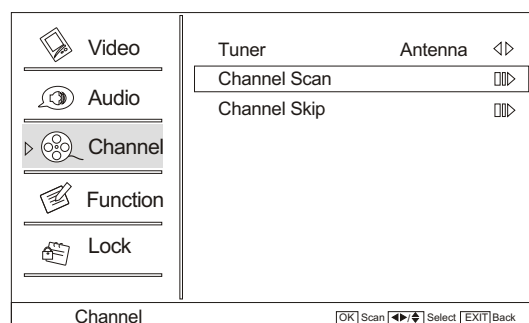 Video
Audio
Channel
Function
Lock
Tuner Antenna
Channel Scan
Channel Skip
Channel
OK Scan ◀▶/▲▼ Select EXIT Back